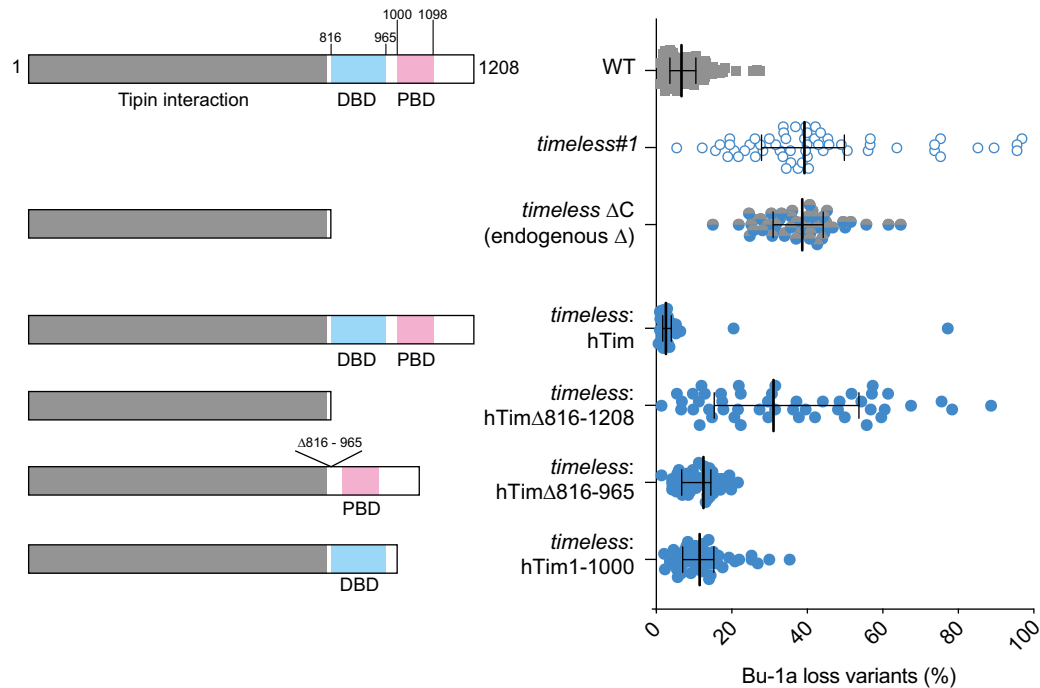 1000 1098
816 965
1 1208
Tipin interaction DBD PBD
DBD PBD
Δ816 - 965
PBD
DBD
WT
timeless#1
timeless ΔC
(endogenous Δ)
timeless:
hTim
timeless:
hTimΔ816-1208
timeless:
hTimΔ816-965
timeless:
hTim1-1000
0 20 40 60 80 100
Bu-1a loss variants (%)